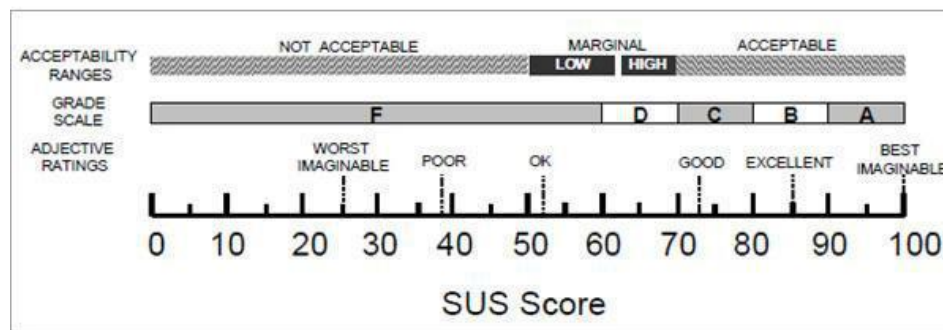 NOT ACCEPTABLE MARGINAL ACCEPTABLE
ACCEPTABILITY
RANGES
LOW HIGH
GRADE
SCALE
F D C B A
ADJECTIVE
RATINGS
WORST
IMAGINABLE
POOR OK GOOD EXCELLENT
BEST
IMAGINABLE
0 10 20 30 40 50 60 70 80 90 100
SUS Score